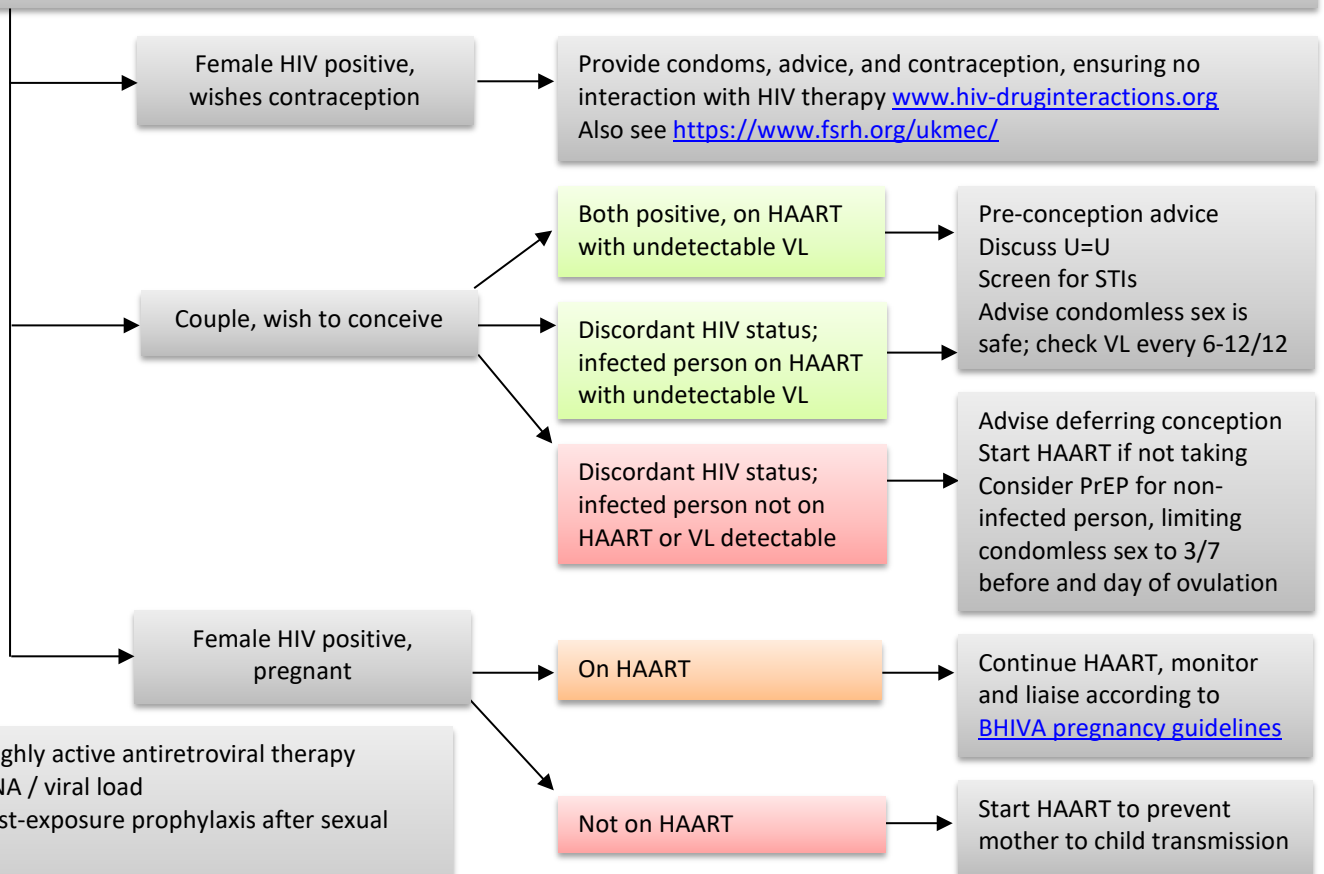 Female HIV positive,
wishes contraception
Provide condoms, advice, and contraception, ensuring no
interaction with HIV therapy www.hiv-druginteractions.org
Also see https://www.fsrh.org/ukmec/
Couple, wish to conceive
Both positive, on HAART
with undetectable VL
Discordant HIV status;
infected person on HAART
with undetectable VL
Pre-conception advice
Discuss U=U
Screen for STIs
Advise condomless sex is
safe; check VL every 6-12/12
Discordant HIV status;
infected person not on
HAART or VL detectable
Advise deferring conception
Start HAART if not taking
Consider PrEP for non-
infected person, limiting
condomless sex to 3/7
before and day of ovulation
Female HIV positive,
pregnant
On HAART
Continue HAART, monitor
and liaise according to
BHIVA pregnancy guidelines
Not on HAART
Start HAART to prevent
mother to child transmission
ghly active antiretroviral therapy
NA / viral load
st-exposure prophylaxis after sexual